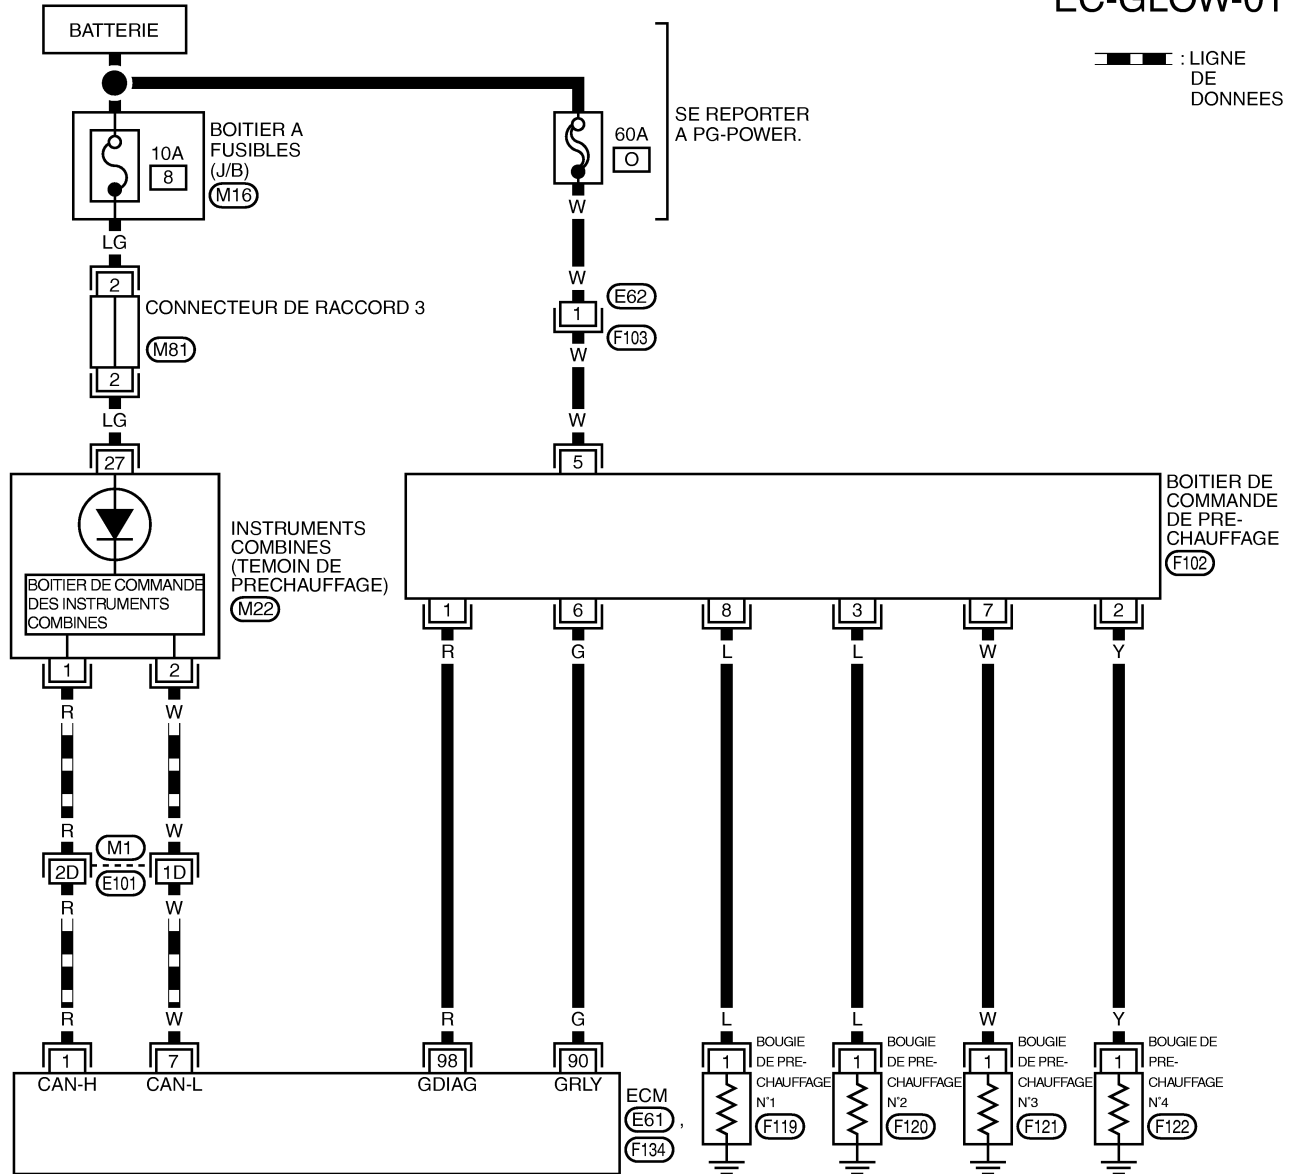 EC-GLOW-01
BATTERIE
: LIGNE
DE
DONNEES
BOITIER A
FUSIBLES
(J/B)
M16
10A
8
60A
O
SE REPORTER
A PG-POWER.
LG
W
2
CONNECTEUR DE RACCORD 3
M81
2
LG
W
1
E62
F103
W
W
27
5
BOITIER DE
COMMANDE
DE PRE-
CHAUFFAGE
F102
INSTRUMENTS
COMBINES
(TEMOIN DE
PRECHAUFFAGE)
M22
BOITIER DE COMMANDE
DES INSTRUMENTS
COMBINES
1
2
1
6
8
3
7
2
R
W
R
G
L
L
W
Y
R
W
2D
M1
E101
1D
R
W
R
W
R
G
L
L
W
Y
1
7
98
90
1
1
1
1
CAN-H
CAN-L
GDIAG
GRLY
ECM
E61 ,
F134
BOUGIE
DE PRE-
CHAUFFAGE
N°1
F119
BOUGIE
DE PRE-
CHAUFFAGE
N°2
F120
BOUGIE
DE PRE-
CHAUFFAGE
N°3
F121
BOUGIE DE
PRE-
CHAUFFAGE
N°4
F122